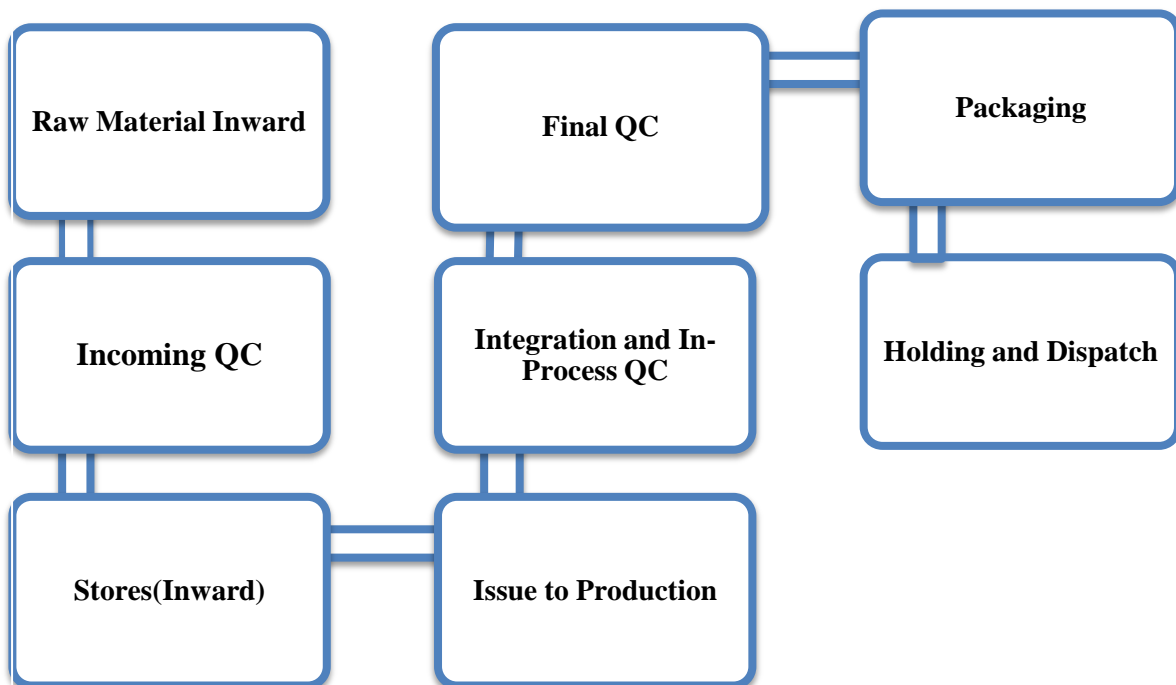 Raw Material Inward
Incoming QC
Stores(Inward)
Issue to Production
Integration and In-
Process QC
Final QC
Packaging
Holding and Dispatch